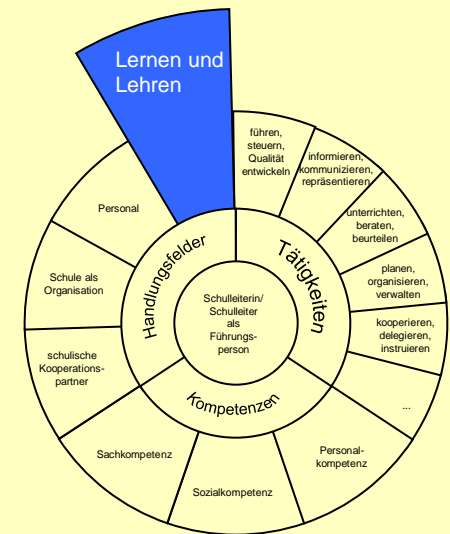 Lernen und
Lehren
führen,
steuern,
Qualität
entwickeln
informieren,
kommunizieren,
repräsentieren
unterrichten,
beraten,
beurteilen
planen,
organisieren,
verwalten
kooperieren,
delegieren,
instruieren
...
Personal-
kompetenz
Sozialkompetenz
Sachkompetenz
schulische
Kooperations-
partner
Schule als
Organisation
Personal
Handlungsfelder
Tätigkeiten
Kompetenzen
Schulleiterin/
Schulleiter
als
Führungs-
person